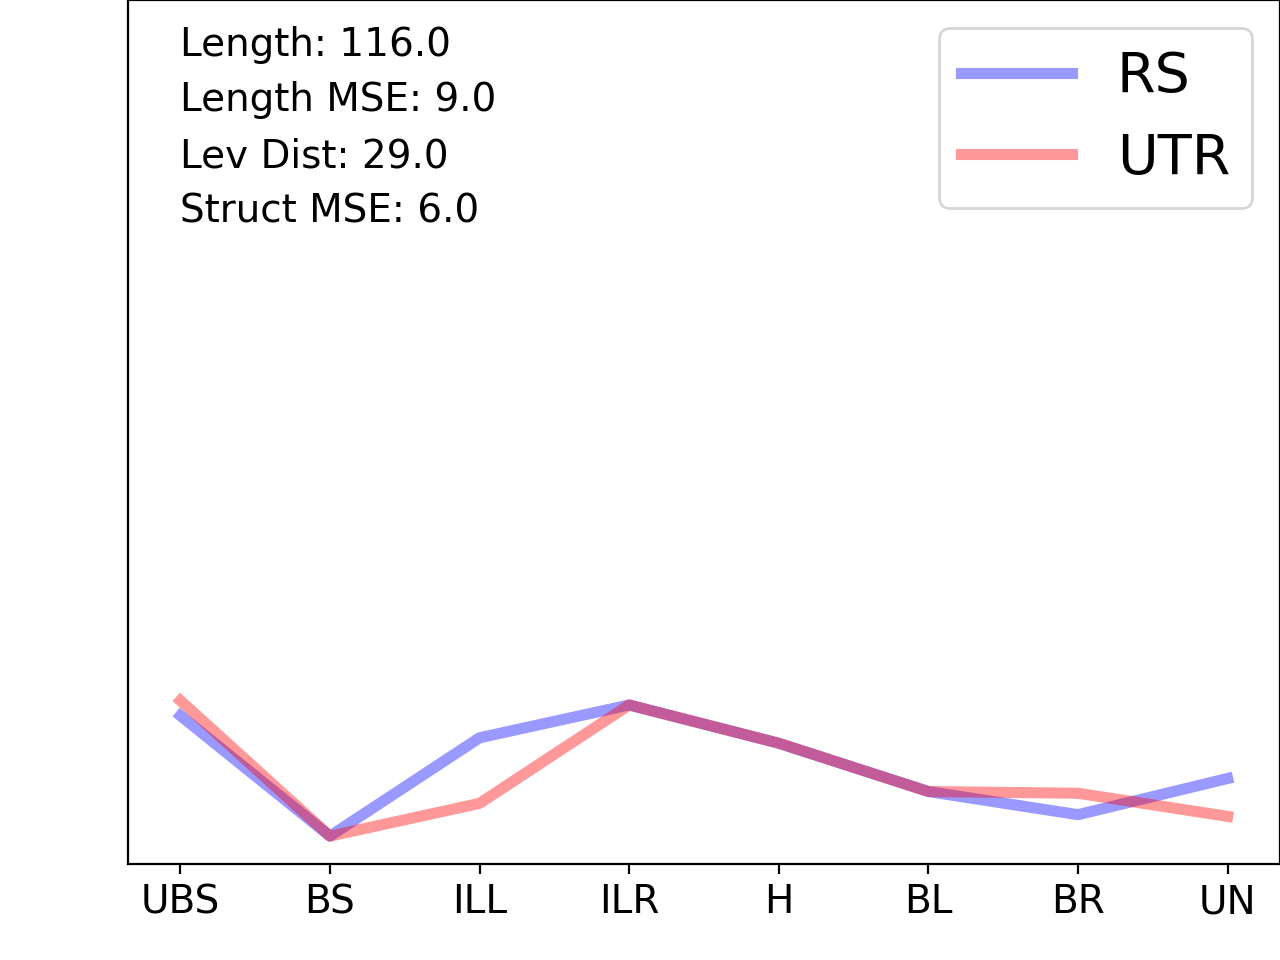 Length: 116.0
Length MSE: 9.0
Lev Dist: 29.0
Struct MSE: 6.0
RS
UTR
UBS BS ILL ILR H BL BR UN